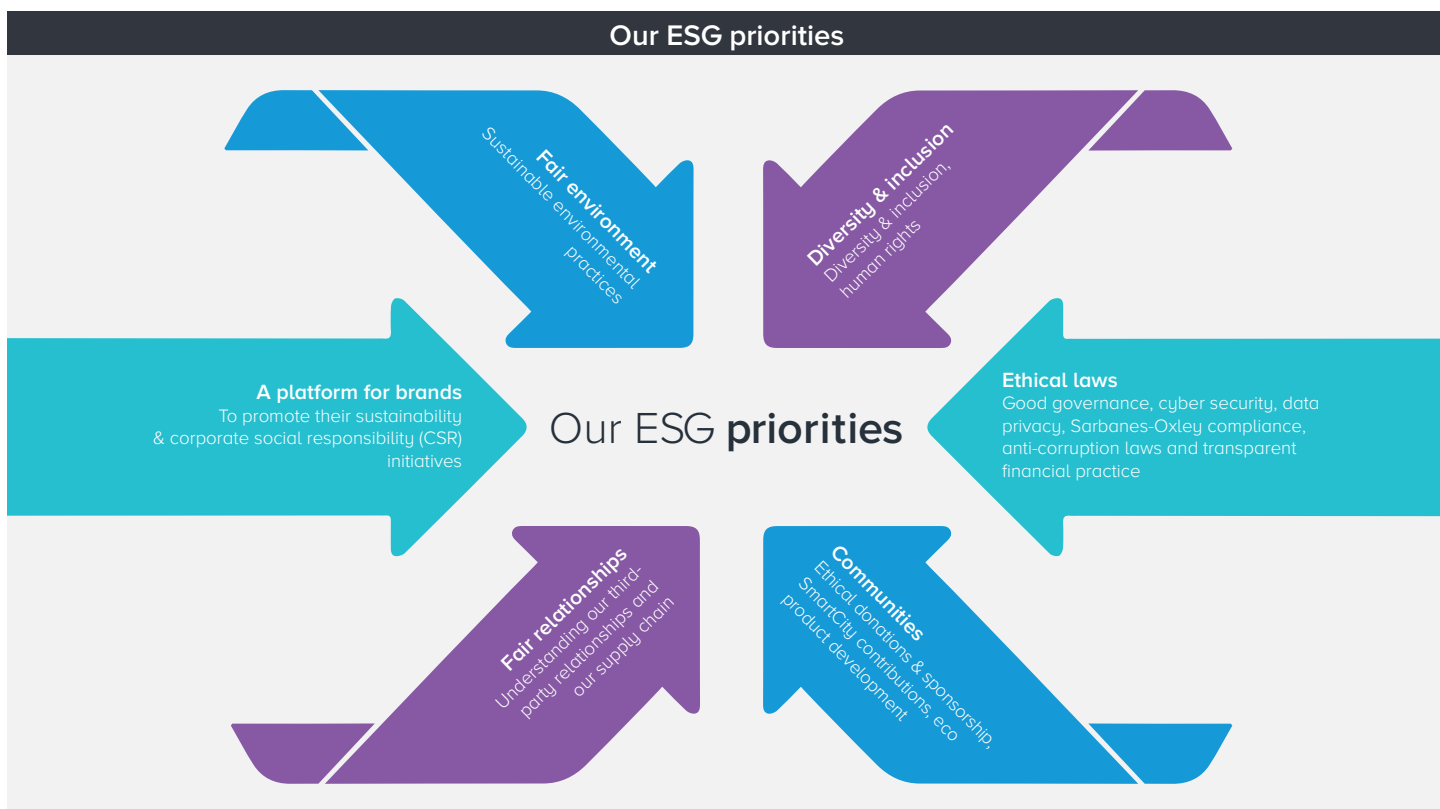 Our ESG priorities
Fair environment
Sustainable environmental
practices
Diversity & inclusion
Diversity & inclusion,
human rights
A platform for brands
To promote their sustainability
& corporate social responsibility (CSR)
initiatives
Our ESG priorities
Ethical laws
Good governance, cyber security, data
privacy, Sarbanes-Oxley compliance,
anti-corruption laws and transparent
financial practice
Fair relationships
Understanding our third-
party relationships and
our supply chain
Communities
Ethical donations & sponsorship,
SmartCity contributions, eco
product development